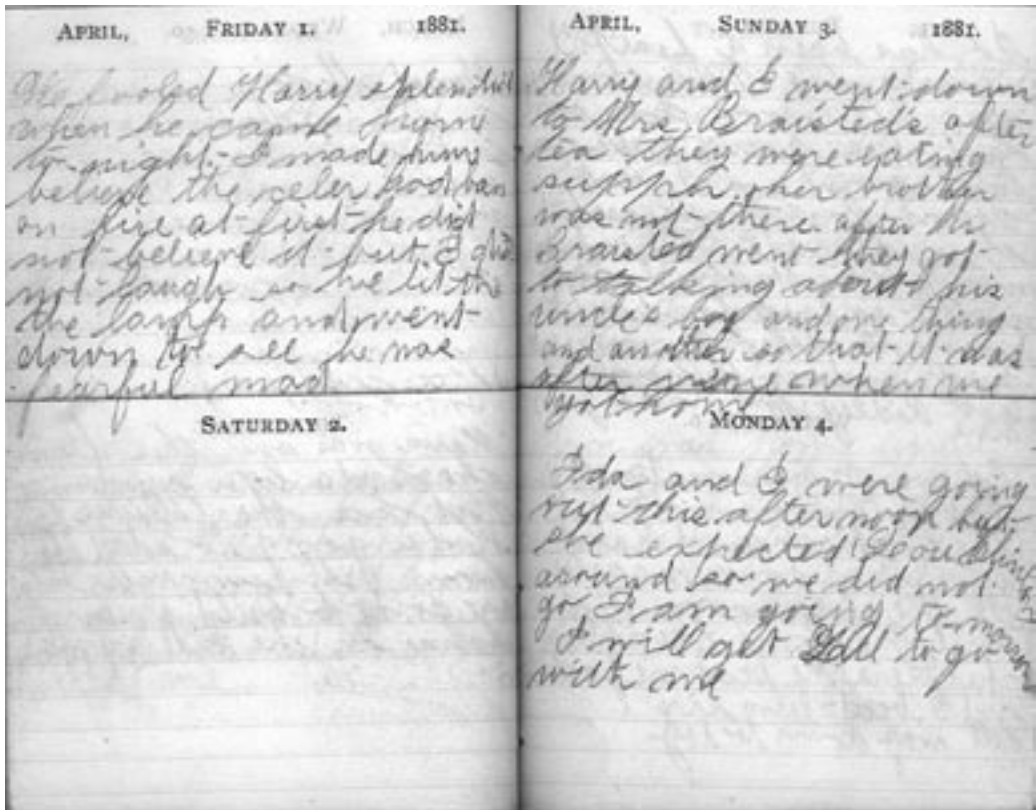 APRIL, FRIDAY 1. 1881.
fooled Harry splendid
when he came home
to-night-I made him
believe the celer had ban
on fire at-first-he did
not-believe it-but I did
not-laugh so he lit the
the lamp and went-
down to see he was
fearful mad
SATURDAY 2.
APRIL, SUNDAY 3. 1881.
Harry and I went down
to Mrs Braisted's after
tea they were eating
supper her brother
was not-there after Mr
Braisted went-they got-
to talking about his
uncle's boy and one thing
and another so that-it-was
after nine when we
got home
MONDAY 4.
Ida and I were going
out-this afternoon but-
we expected
around so we did not
go I am going To-morrow
I will get to go
with me